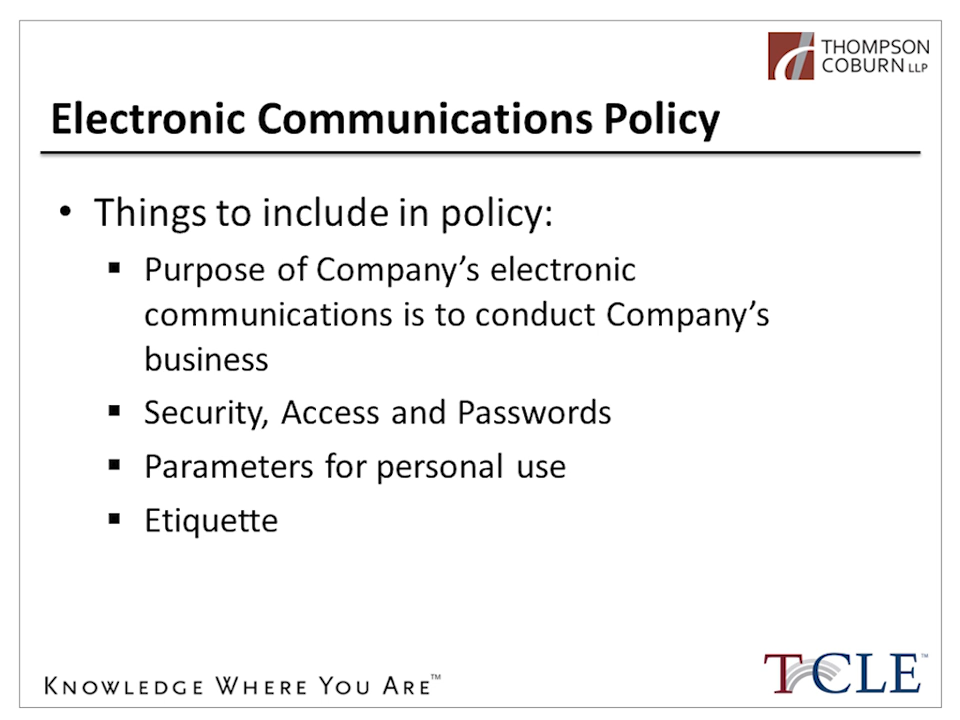 THOMPSON
COBURN LLP
Electronic Communications Policy
• Things to include in policy:
▪ Purpose of Company’s electronic
communications is to conduct Company’s
business
▪ Security, Access and Passwords
▪ Parameters for personal use
▪ Etiquette
KNOWLEDGE WHERE YOU ARE™
TCLE™